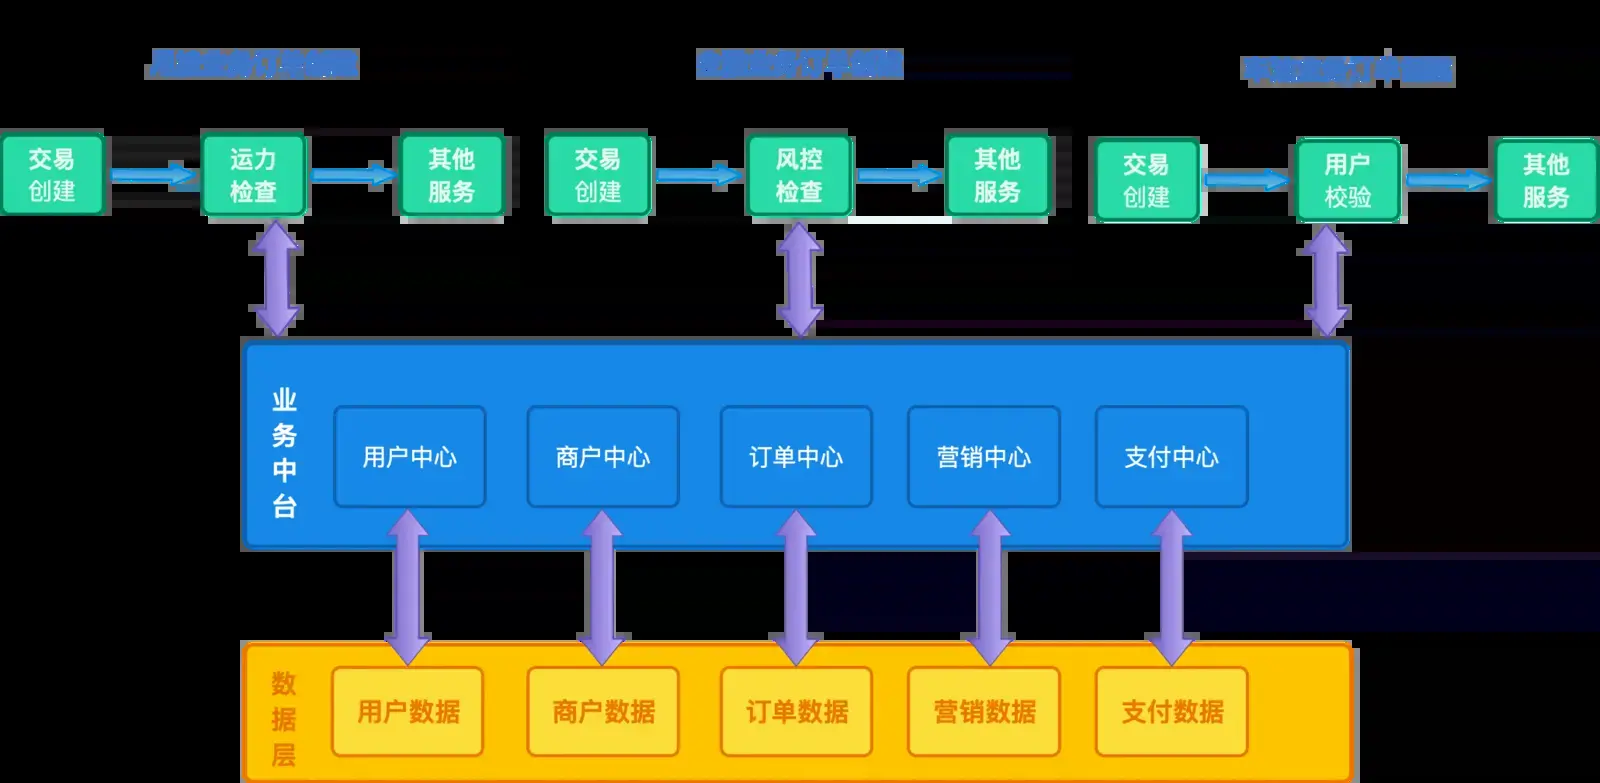 交易
创建
运力
检查
其他
服务
交易
创建
风控
检查
其他
服务
交易
创建
用户
校验
其他
服务
业
务
中
台
用户中心
商户中心
订单中心
营销中心
支付中心
数
据
层
用户数据
商户数据
订单数据
营销数据
支付数据